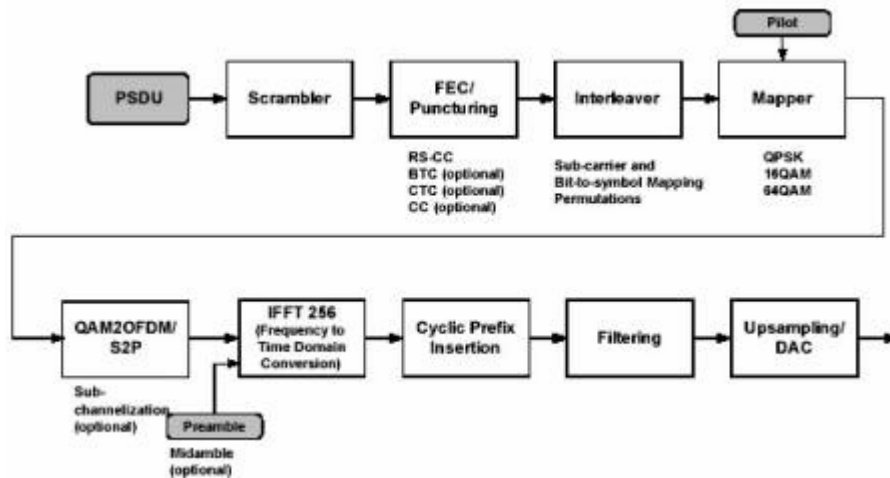 Pilot
PSDU
Scrambler
FEC/
Puncturing
Interleaver
Mapper
RS-CC
BTC (optional)
CTC (optional)
CC (optional)
Sub-carrier and
Bit-to-symbol Mapping
Permutations
QPSK
16QAM
64QAM
QAM2OFDM/
S2P
IFFT 256
(Frequency to
Time Domain
Conversion)
Cyclic Prefix
Insertion
Filtering
Upsampling/
DAC
Sub-
channelization
(optional)
Preamble
Midamble
(optional)